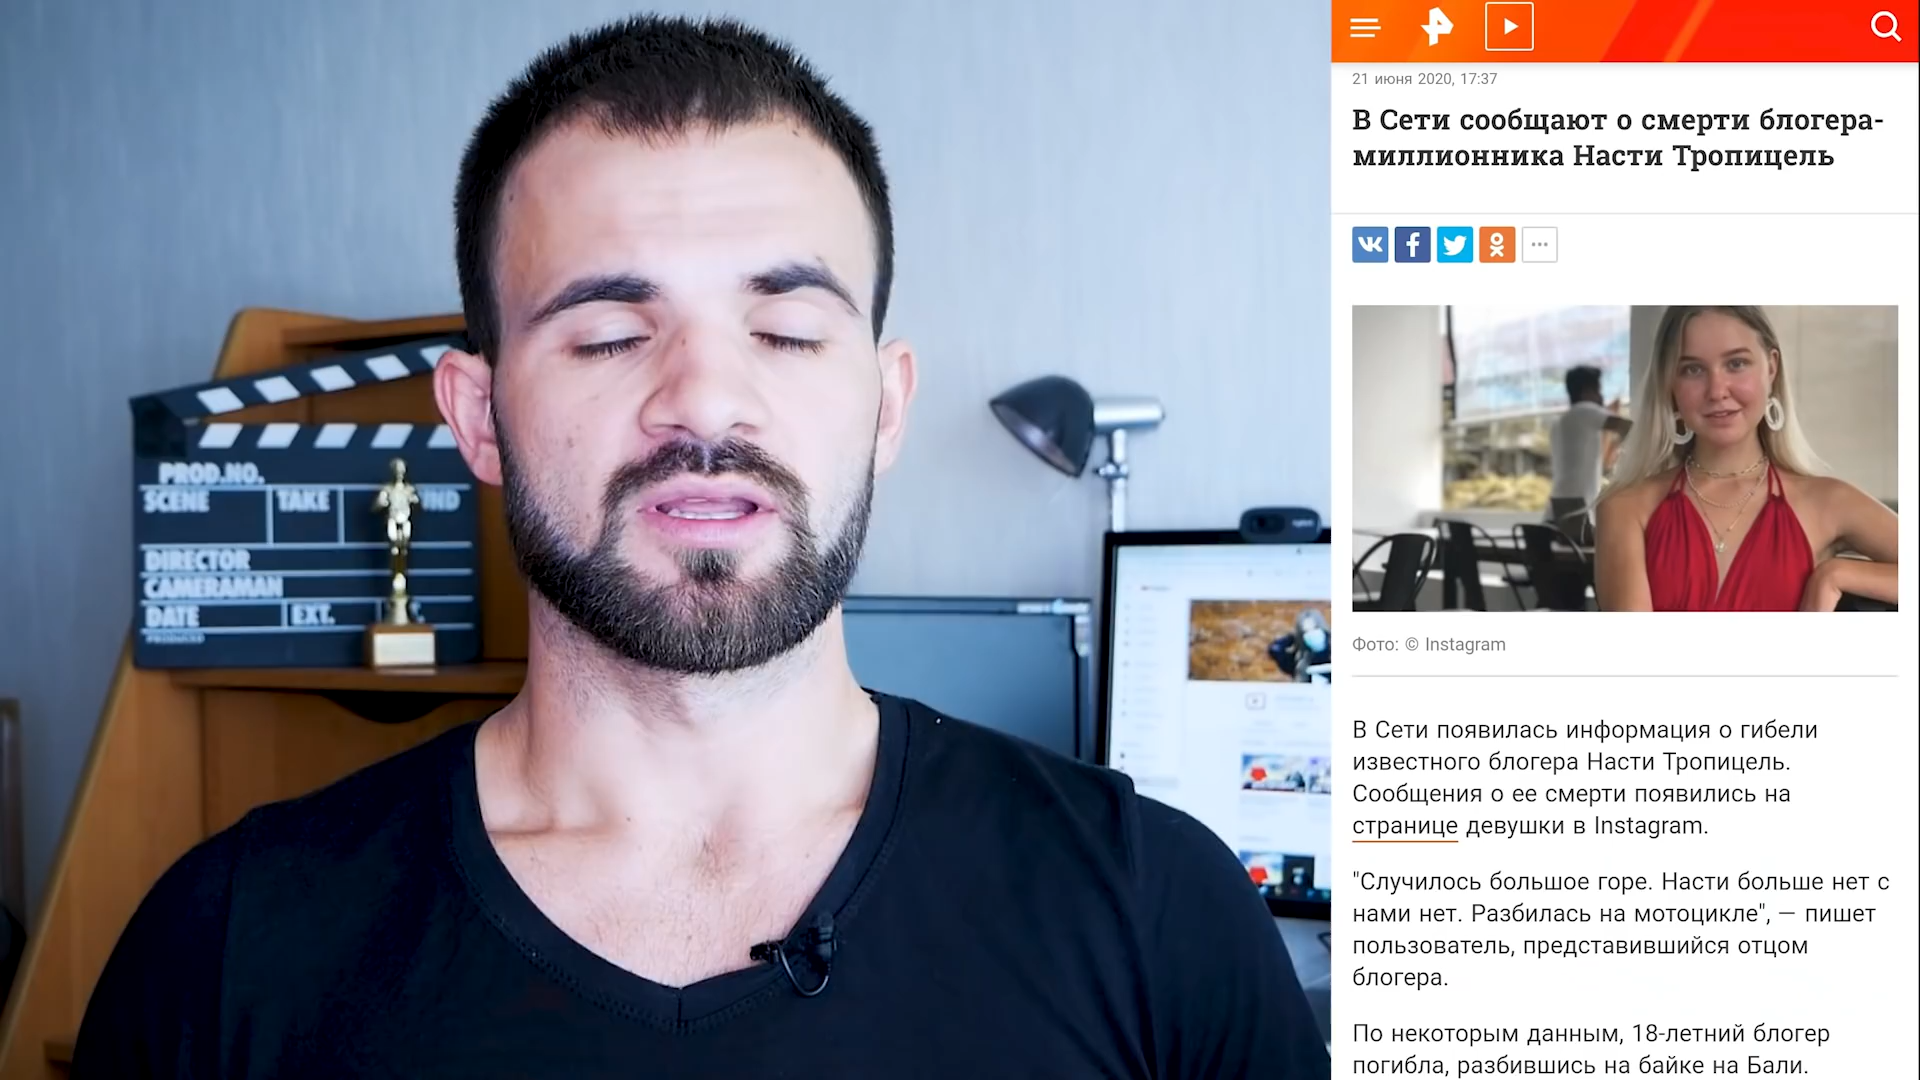 PROD.NO.
SCENE
TAKE
DIRECTOR
CAMERAMAN
DATE
EXT.
21 июня 2020, 17:37
В Сети сообщают о смерти блогера-
миллионника Насти Тропицель
Фото: © Instagram
В Сети появилась информация о гибели
известного блогера Насти Тропицель.
Сообщения о ее смерти появились на
странице девушки в Instagram.
"Случилось большое горе. Насти больше нет с
нами нет. Разбилась на мотоцикле", — пишет
пользователь, представившийся отцом
блогера.
По некоторым данным, 18-летний блогер
погибла, разбившись на байке на Бали.